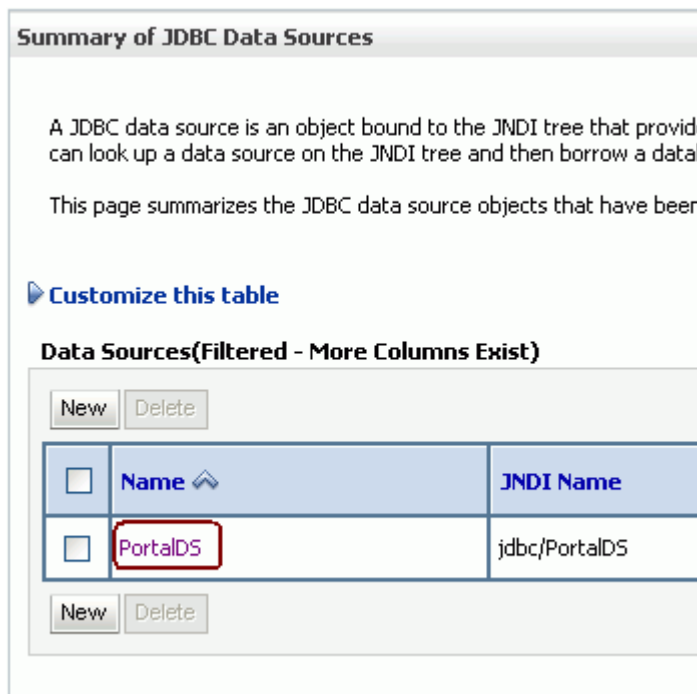 Summary of JDBC Data Sources
A JDBC data source is an object bound to the JNDI tree that
can look up a data source on the JNDI tree and then borrow a
This page summarizes the JDBC data source objects that have been
Customize this table
Data Sources(Filtered - More Columns Exist)
New Delete
Name JNDI Name
PortalDS jdbc/PortalDS
New Delete